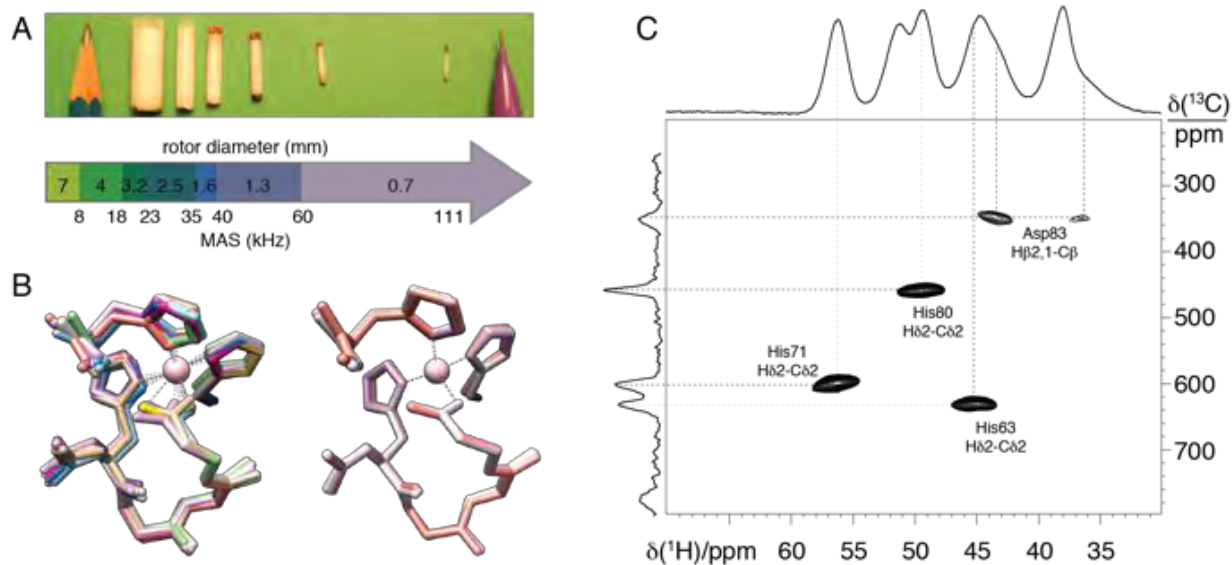 A
rotor diameter (mm)
7 4 3.2 2.5 1.6 1.3 0.7
8 18 23 35 40 60 111
MAS (kHz)
B
C
δ(¹³C)
ppm
300
400
500
600
700
Asp83
Hβ2,1-Cβ
His80
Hδ2-Cδ2
His71
Hδ2-Cδ2
His63
Hδ2-Cδ2
δ(¹H)/ppm 60 55 50 45 40 35